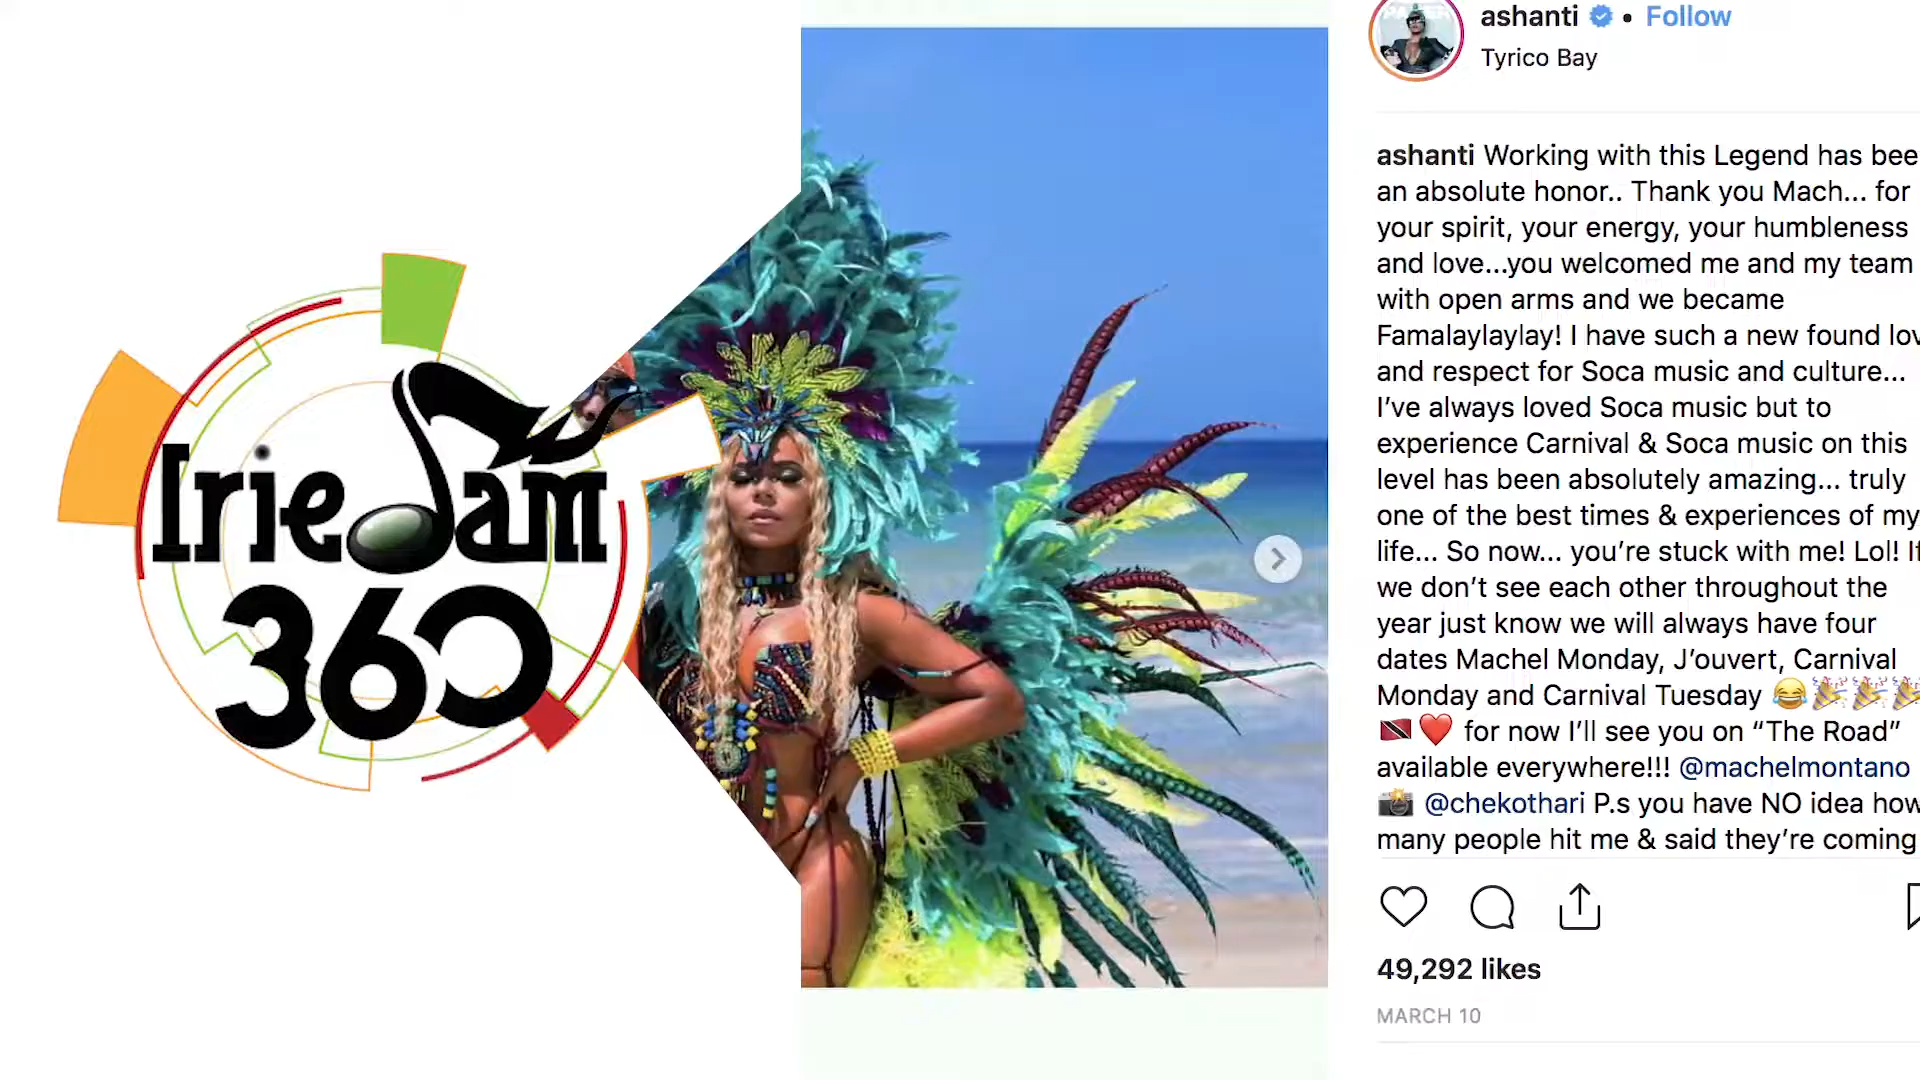 IrieJam
360
ashanti • Follow
Tyrico Bay
ashanti Working with this Legend has bee
an absolute honor.. Thank you Mach... for
your spirit, your energy, your humbleness
and love...you welcomed me and my team
with open arms and we became
Famalaylaylay! I have such a new found lov
and respect for Soca music and culture...
I’ve always loved Soca music but to
experience Carnival & Soca music on this
level has been absolutely amazing... truly
one of the best times & experiences of my
life... So now... you’re stuck with me! Lol! If
we don’t see each other throughout the
year just know we will always have four
dates Machel Monday, J’ouvert, Carnival
Monday and Carnival Tuesday 😂🎉🎉🎉
🇹🇹❤️ for now I’ll see you on “The Road”
available everywhere!!! @machelmontano
📸 @chekothari P.s you have NO idea how
many people hit me & said they’re coming
49,292 likes
MARCH 10